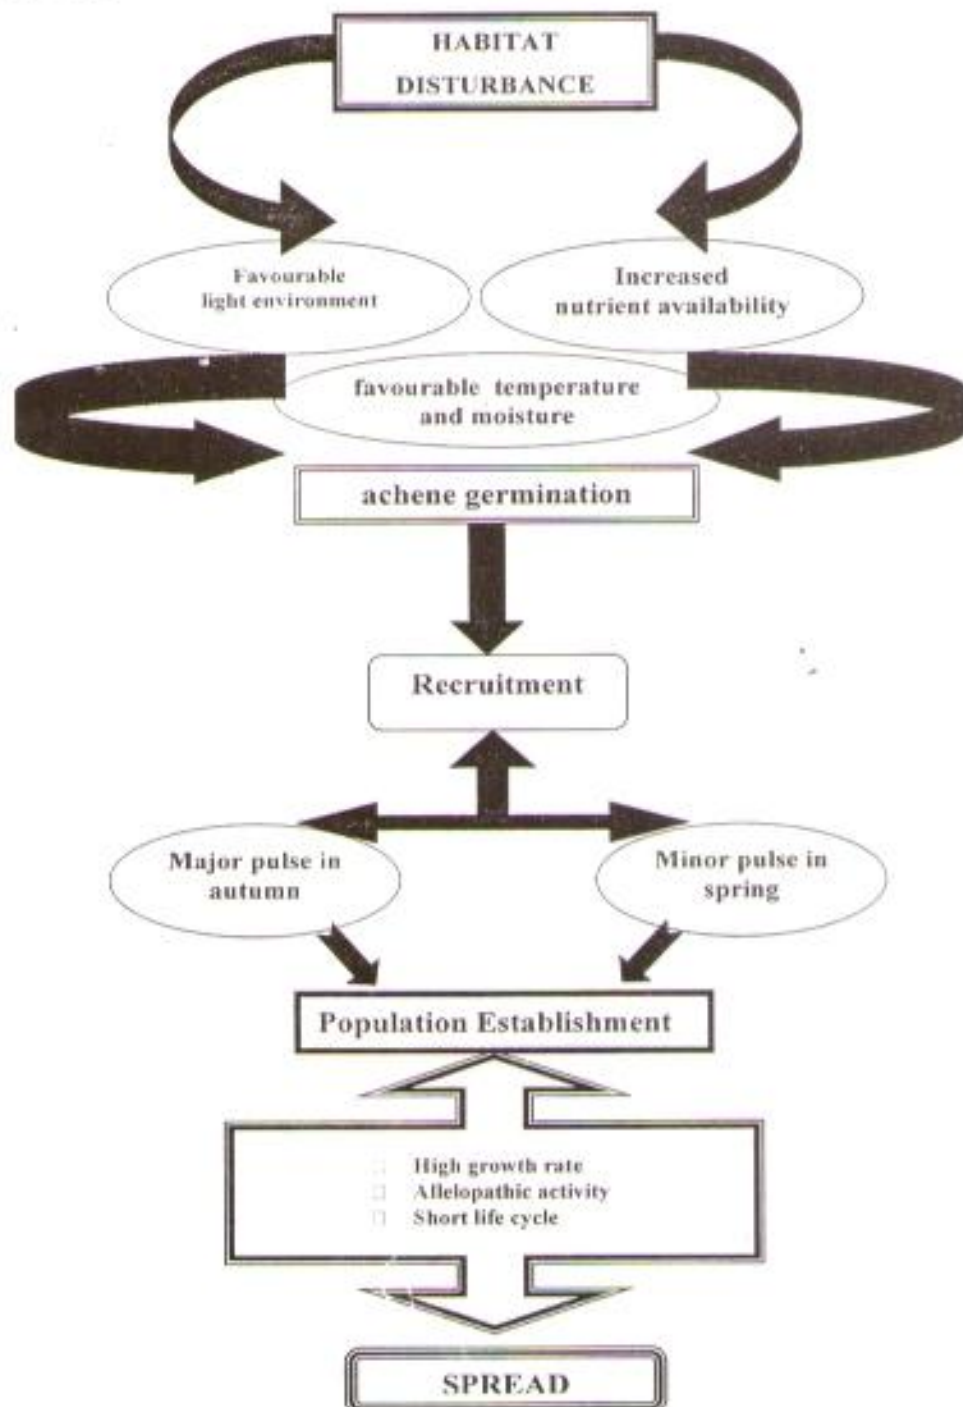 HABITAT
DISTURBANCE
Favourable
light environment
Increased
nutrient availability
favourable temperature
and moisture
achene germination
Recruitment
Major pulse in
autumn
Minor pulse in
spring
Population Establishment
High growth rate
Allelopathic activity
Short life cycle
SPREAD